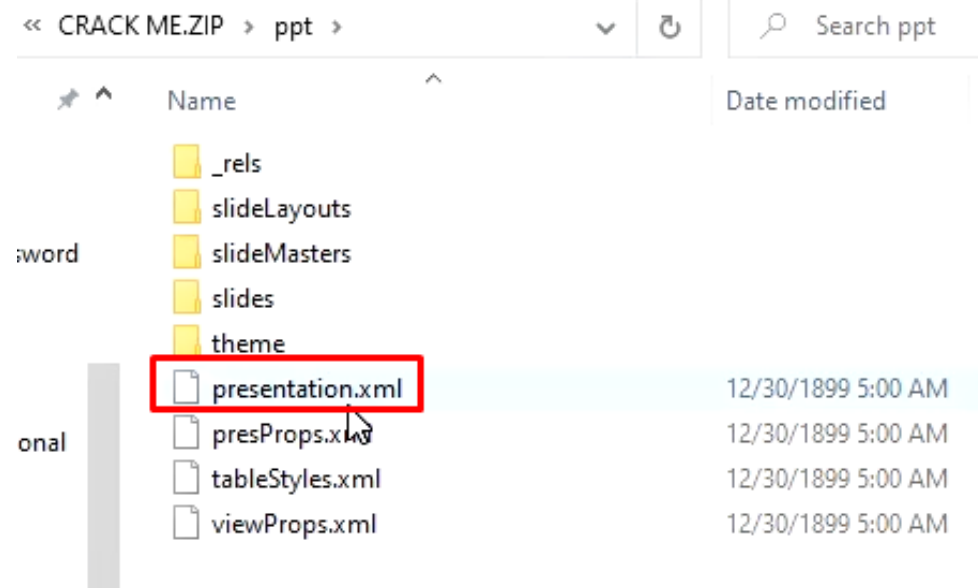 « CRACK ME.ZIP > ppt > Search ppt
Name Date modified
_rels
slideLayouts
sword slideMasters
slides
theme
presentation.xml 12/30/1899 5:00 AM
onal presProps.xml 12/30/1899 5:00 AM
tableStyles.xml 12/30/1899 5:00 AM
viewProps.xml 12/30/1899 5:00 AM